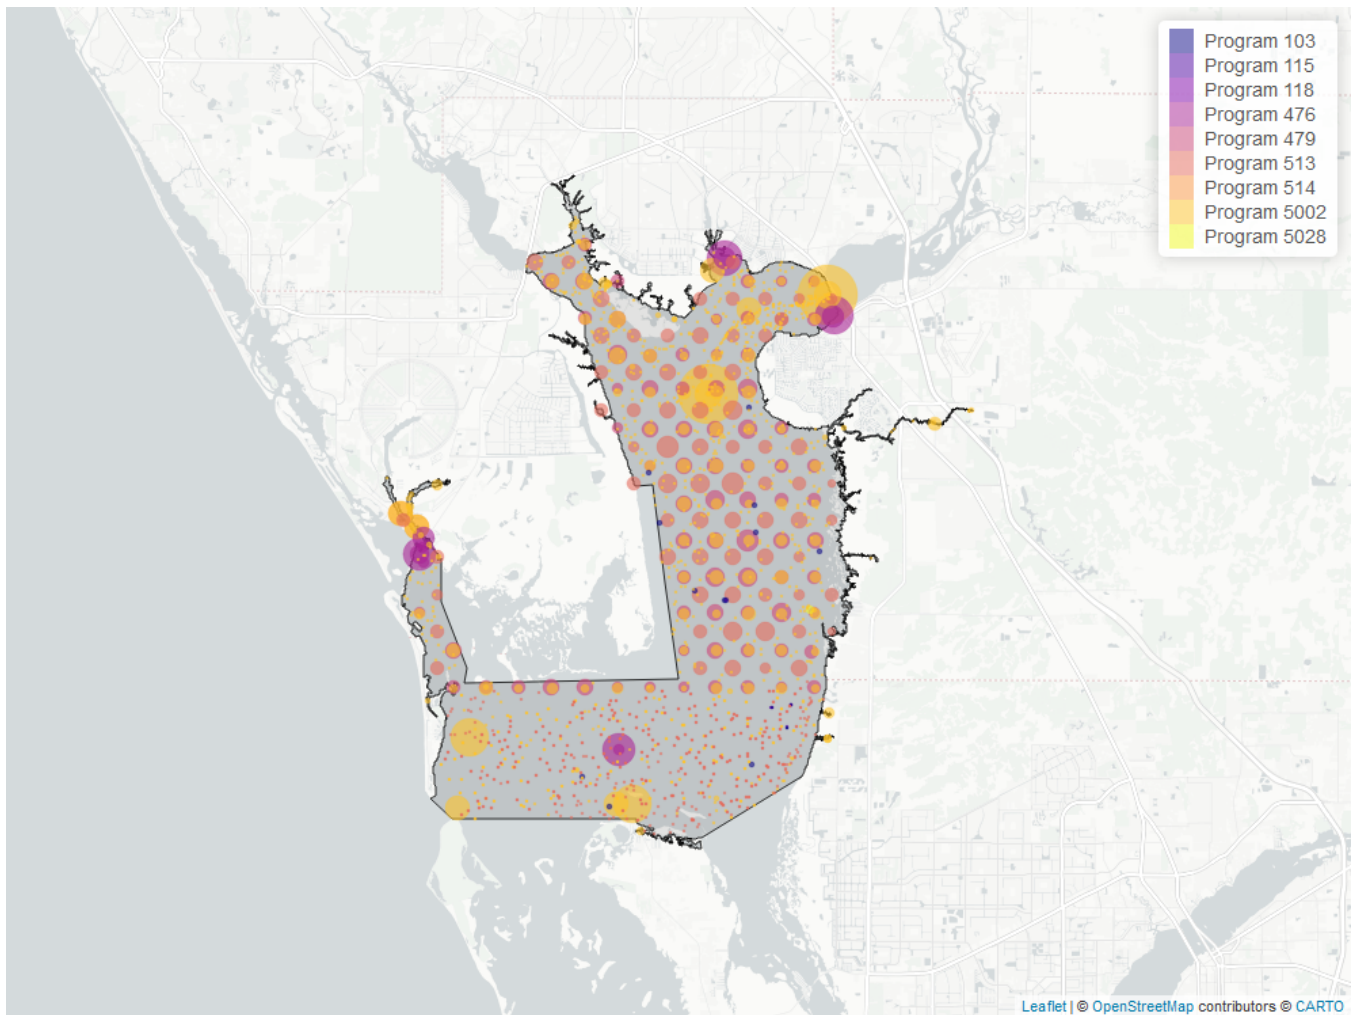 Program 103
Program 115
Program 118
Program 476
Program 479
Program 513
Program 514
Program 5002
Program 5028
Leaflet | © OpenStreetMap contributors © CARTO